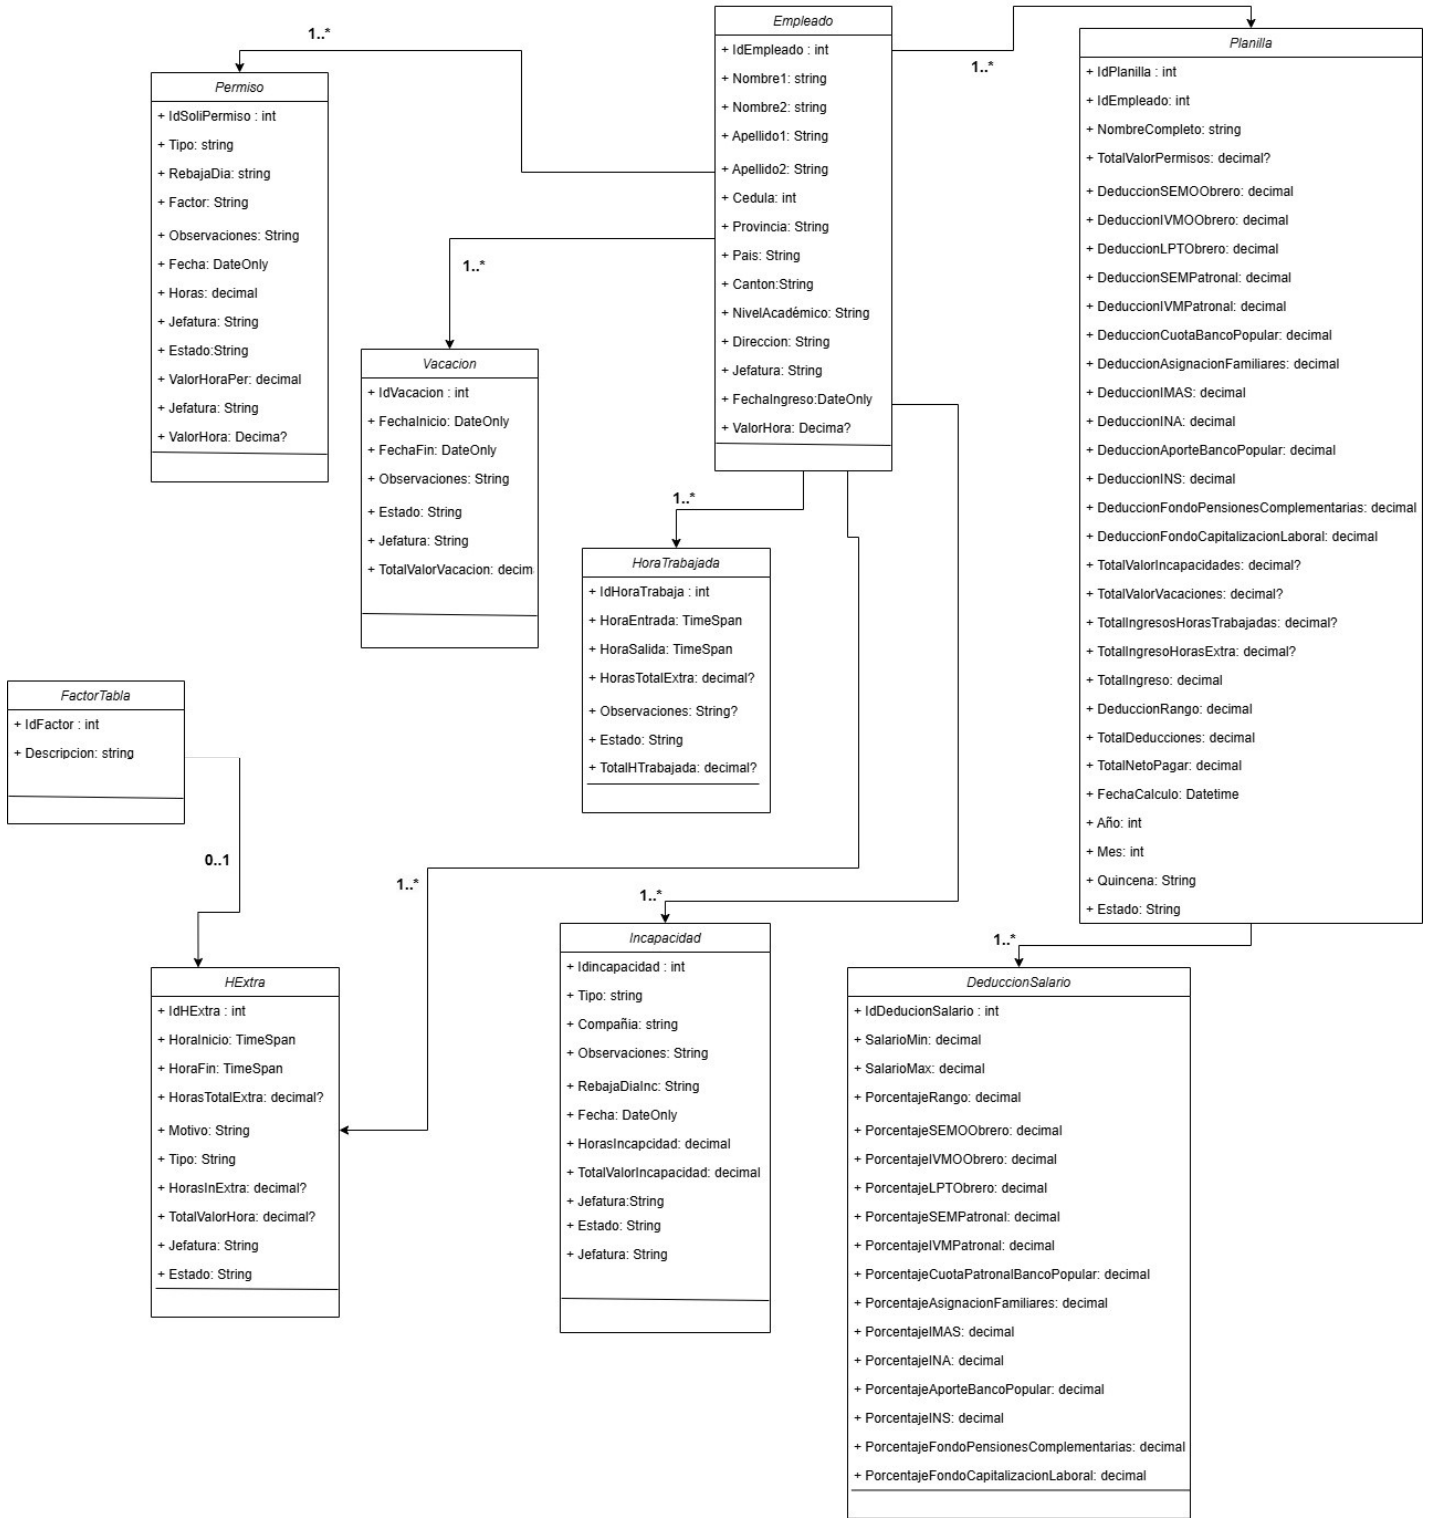 Empleado
+ IdEmpleado : int
+ Nombre1: string
+ Nombre2: string
+ Apellido1: String
+ Apellido2: String
+ Cedula: int
+ Provincia: String
+ Pais: String
+ Canton:String
+ NivelAcadémico: String
+ Direccion: String
+ Jefatura: String
+ FechaIngreso:DateOnly
+ ValorHora: Decima?
1..*
Permiso
+ IdSoliPermiso : int
+ Tipo: string
+ RebajaDia: string
+ Factor: String
+ Observaciones: String
+ Fecha: DateOnly
+ Horas: decimal
+ Jefatura: String
+ Estado:String
+ ValorHoraPer: decimal
+ Jefatura: String
+ ValorHora: Decima?
1..*
Planilla
+ IdPlanilla : int
+ IdEmpleado: int
+ NombreCompleto: string
+ TotalValorPermisos: decimal?
+ DeduccionSEMOObrero: decimal
+ DeduccionIVMOObrero: decimal
+ DeduccionLPTObrero: decimal
+ DeduccionSEMPatronal: decimal
+ DeduccionIVMPatronal: decimal
+ DeduccionCuotaBancoPopular: decimal
+ DeduccionAsignacionFamiliares: decimal
+ DeduccionIMAS: decimal
+ DeduccionINA: decimal
+ DeduccionAporteBancoPopular: decimal
+ DeduccionINS: decimal
+ DeduccionFondoPensionesComplementarias: decimal
+ DeduccionFondoCapitalizacionLaboral: decimal
+ TotalValorIncapacidades: decimal?
+ TotalValorVacaciones: decimal?
+ TotalIngresosHorasTrabajadas: decimal?
+ TotalIngresoHorasExtra: decimal?
+ TotalIngreso: decimal
+ DeduccionRango: decimal
+ TotalDeducciones: decimal
+ TotalNetoPagar: decimal
+ FechaCalculo: Datetime
+ Año: int
+ Mes: int
+ Quincena: String
+ Estado: String
1..*
Vacacion
+ IdVacacion : int
+ FechaInicio: DateOnly
+ FechaFin: DateOnly
+ Observaciones: String
+ Estado: String
+ Jefatura: String
+ TotalValorVacacion: decim
1..*
HoraTrabajada
+ IdHoraTrabaja : int
+ HoraEntrada: TimeSpan
+ HoraSalida: TimeSpan
+ HorasTotalExtra: decimal?
+ Observaciones: String?
+ Estado: String
+ TotalHTrabajada: decimal?
FactorTabla
+ IdFactor : int
+ Descripcion: string
0..1
1..*
HExtra
+ IdHExtra : int
+ HoraInicio: TimeSpan
+ HoraFin: TimeSpan
+ HorasTotalExtra: decimal?
+ Motivo: String
+ Tipo: String
+ HorasInExtra: decimal?
+ TotalValorHora: decimal?
+ Jefatura: String
+ Estado: String
1..*
Incapacidad
+ Idincapacidad : int
+ Tipo: string
+ Compañia: string
+ Observaciones: String
+ RebajaDiaInc: String
+ Fecha: DateOnly
+ HorasIncapcidad: decimal
+ TotalValorIncapacidad: decimal
+ Jefatura:String
+ Estado: String
+ Jefatura: String
1..*
DeduccionSalario
+ IdDeducionSalario : int
+ SalarioMin: decimal
+ SalarioMax: decimal
+ PorcentajeRango: decimal
+ PorcentajeSEMOObrero: decimal
+ PorcentajeIVMOObrero: decimal
+ PorcentajeLPTObrero: decimal
+ PorcentajeSEMPatronal: decimal
+ PorcentajeIVMPatronal: decimal
+ PorcentajeCuotaPatronalBancoPopular: decimal
+ PorcentajeAsignacionFamiliares: decimal
+ PorcentajeIMAS: decimal
+ PorcentajeINA: decimal
+ PorcentajeAporteBancoPopular: decimal
+ PorcentajeINS: decimal
+ PorcentajeFondoPensionesComplementarias: decimal
+ PorcentajeFondoCapitalizacionLaboral: decimal